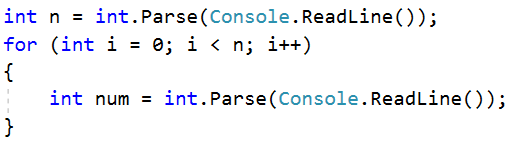 int n = int.Parse(Console.ReadLine());
for (int i = 0; i < n; i++)
{
    int num = int.Parse(Console.ReadLine());
}